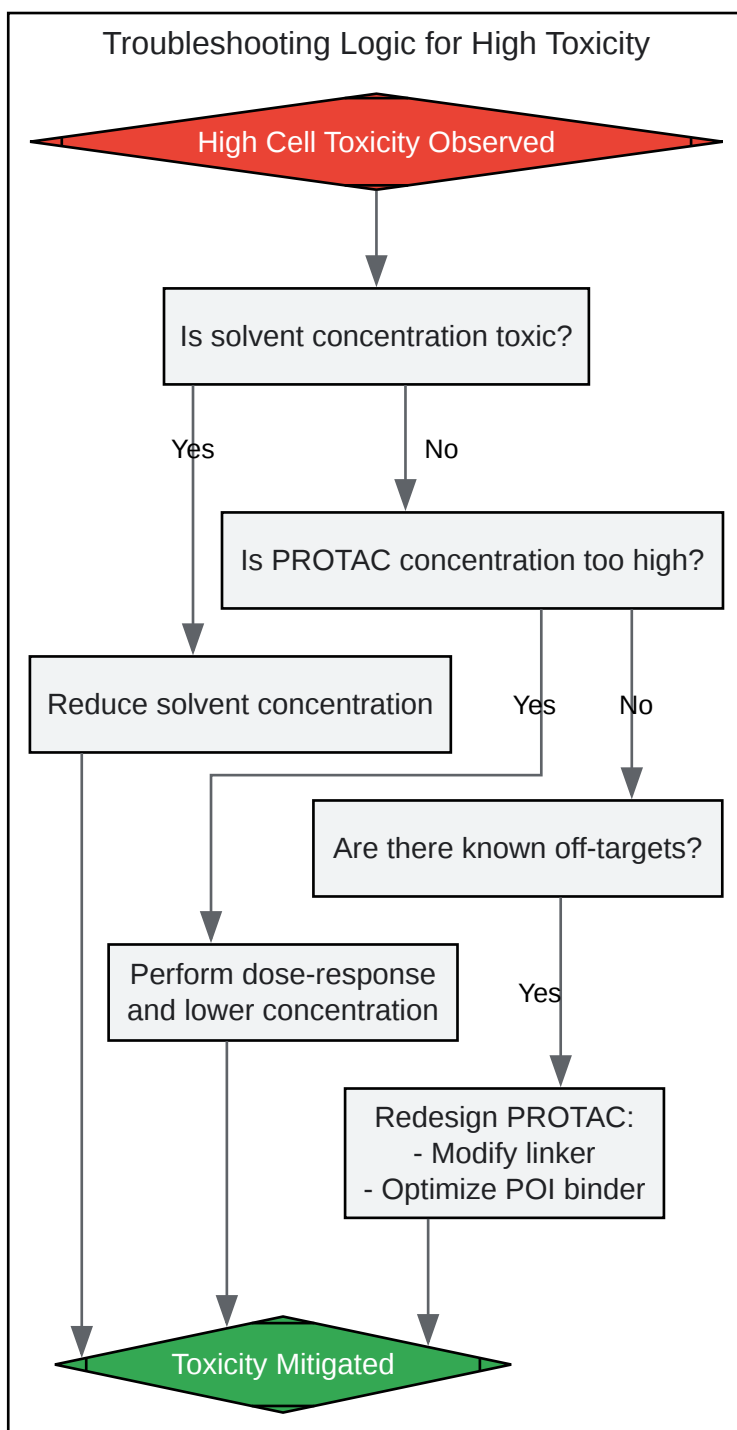 Troubleshooting Logic for High Toxicity
High Cell Toxicity Observed
Is solvent concentration toxic?
Yes
No
Is PROTAC concentration too high?
Reduce solvent concentration
Yes
No
Are there known off-targets?
Perform dose-response
and lower concentration
Yes
Redesign PROTAC:
- Modify linker
- Optimize POI binder
Toxicity Mitigated